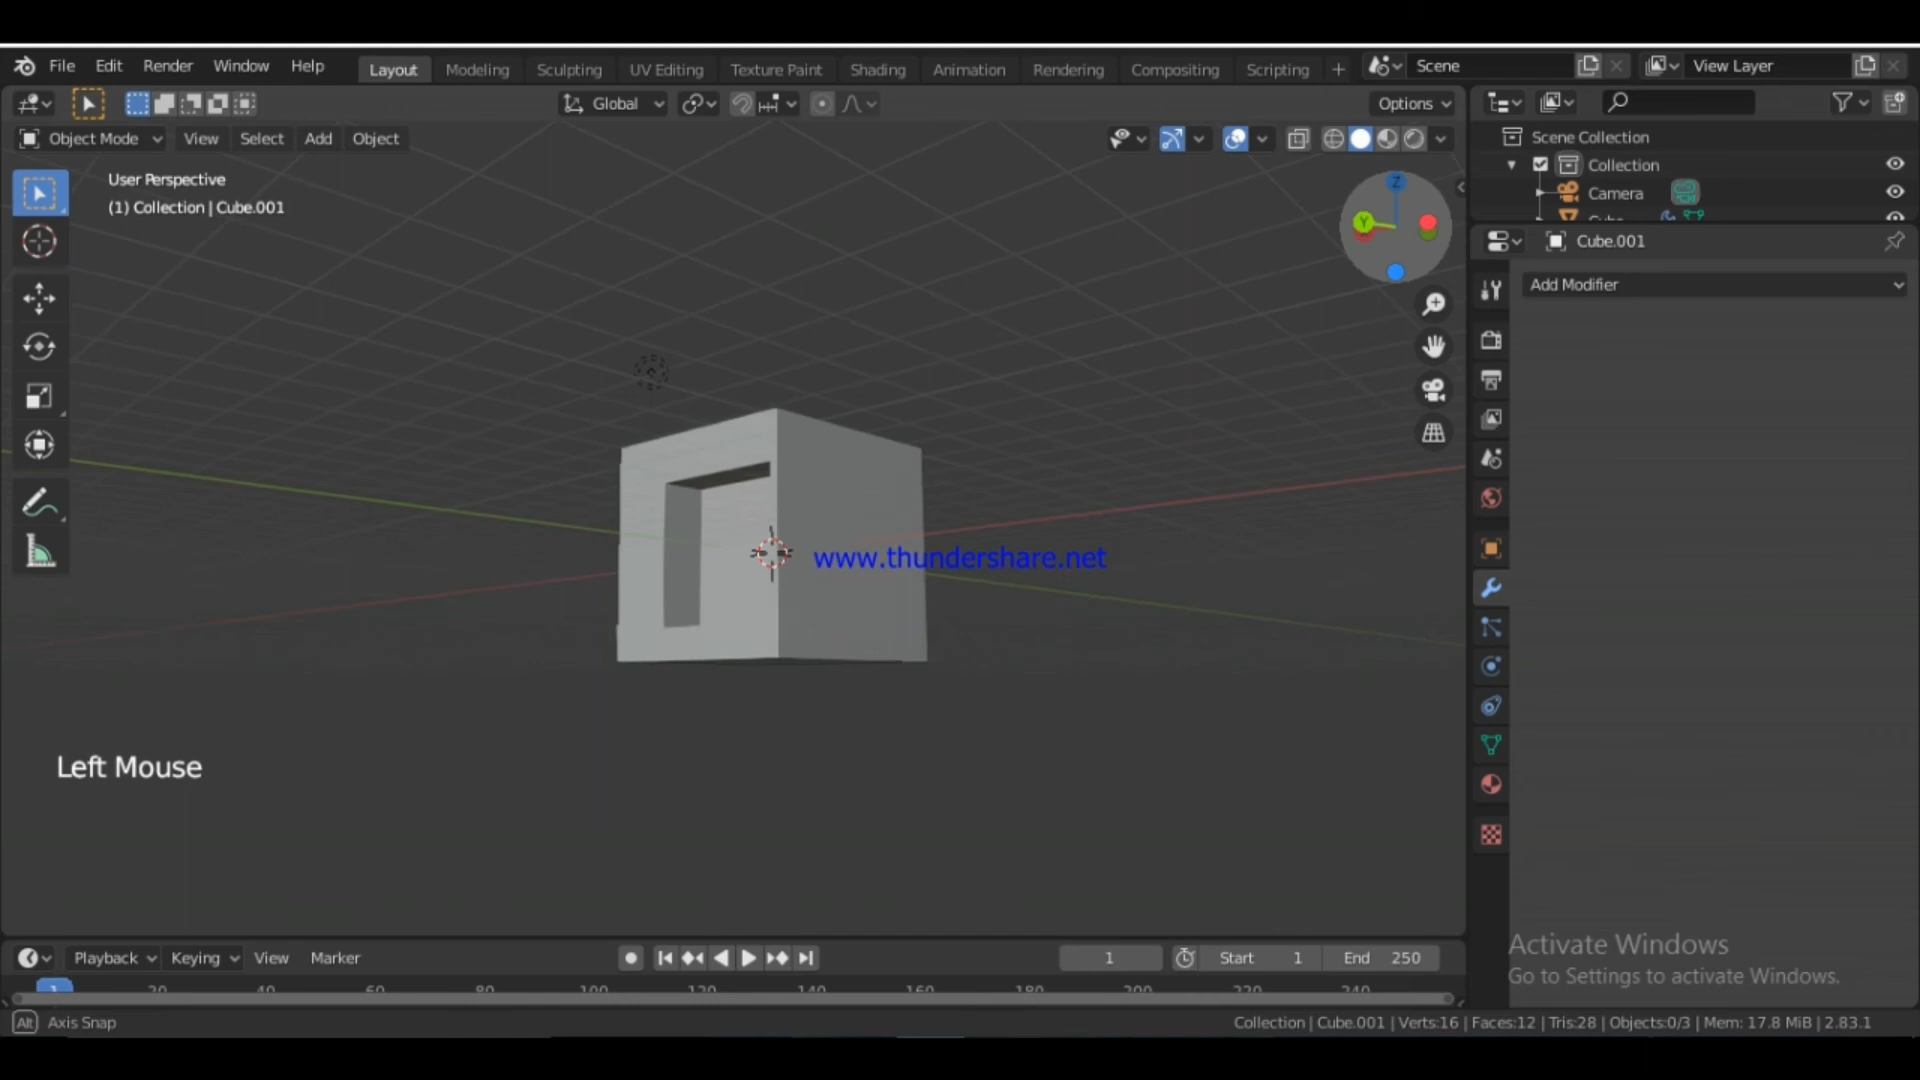 File Edit Render Window Help Layout Modeling Sculpting UV Editing Texture Paint Shading Animation Rendering Compositing Scripting + Scene View Layer
Global Options
Object Mode View Select Add Object
Scene Collection
Collection
Camera
User Perspective
(1) Collection | Cube.001
Z
Y
Cube.001
Add Modifier
www.thundershare.net
Left Mouse
Activate Windows
Go to Settings to activate Windows.
Playback Keying View Marker 1 Start 1 End 250
1 20 40 60 80 100 120 140 160 180 200 220 240
Alt Axis Snap Collection | Cube.001 | Verts:16 | Faces:12 | Tris:28 | Objects:0/3 | Mem: 17.8 MiB | 2.83.1